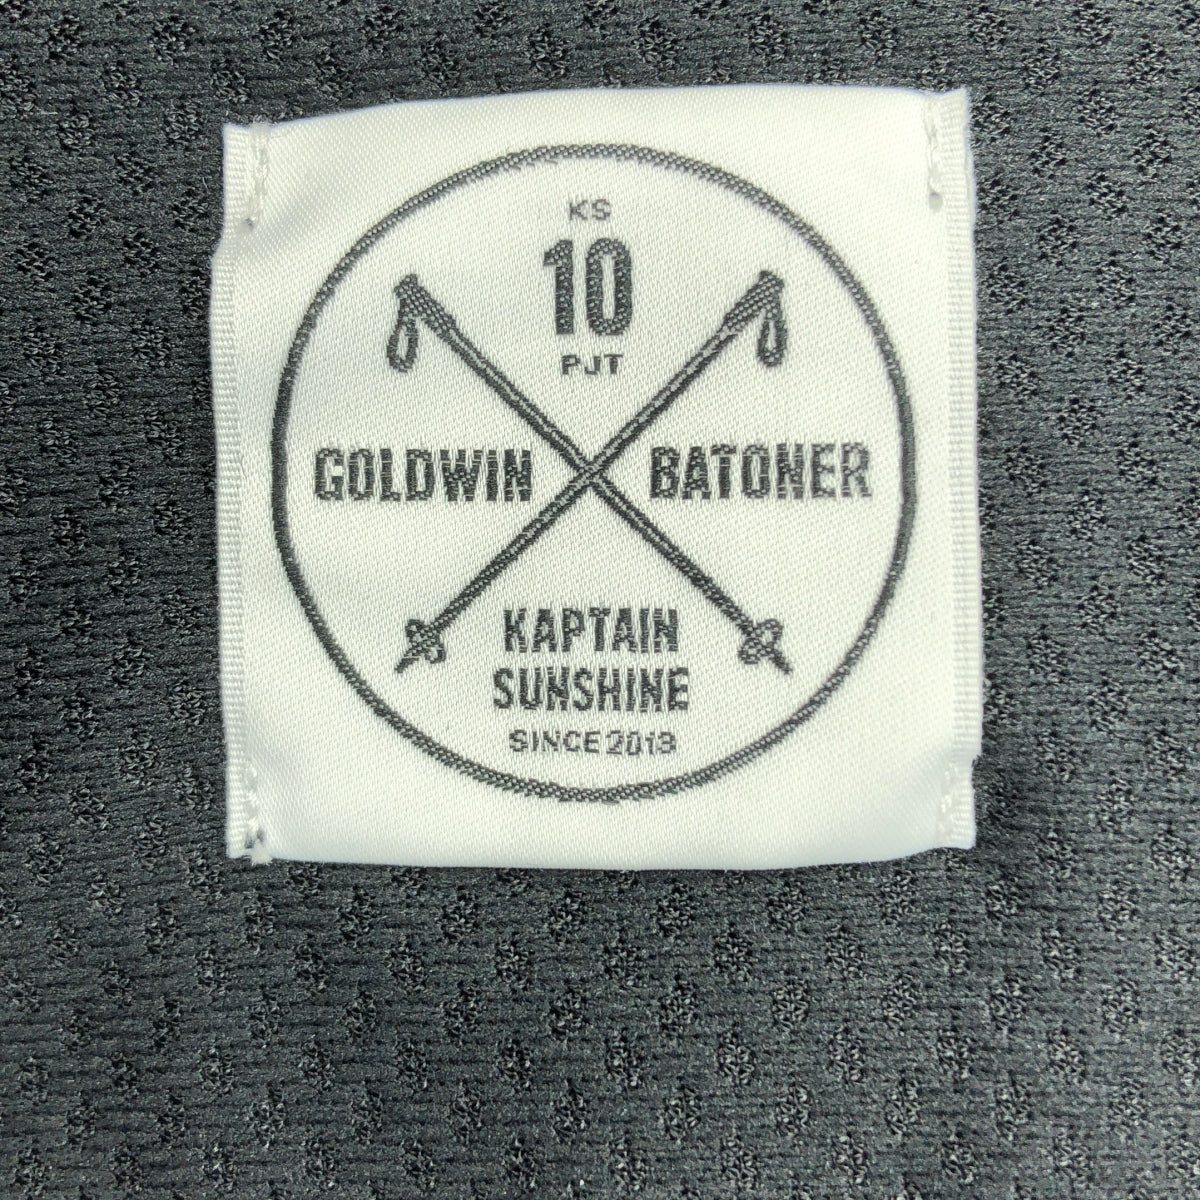 KS
10
PJT
GOLDWIN BATONER
KAPTAIN
SUNSHINE
SINCE 2013